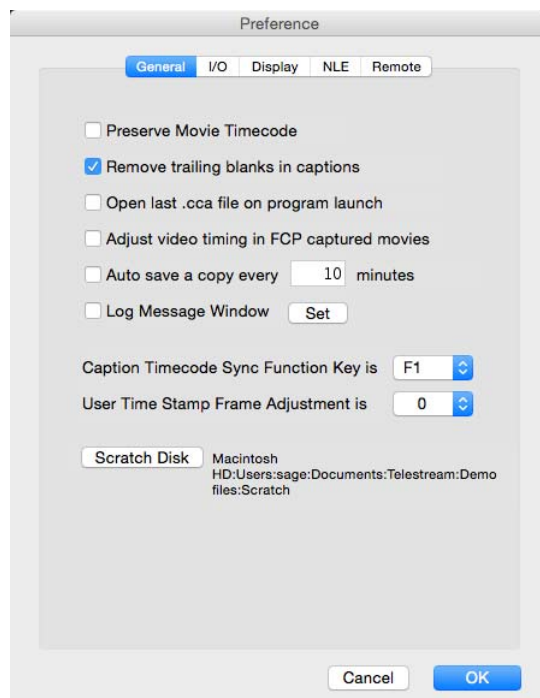 Preference
General I/O Display NLE Remote
Preserve Movie Timecode
Remove trailing blanks in captions
Open last .cca file on program launch
Adjust video timing in FCP captured movies
Auto save a copy every 10 minutes
Log Message Window Set
Caption Timecode Sync Function Key is F1
User Time Stamp Frame Adjustment is 0
Scratch Disk Macintosh
HD:Users:sage:Documents:Telestream:Demo
files:Scratch
Cancel OK